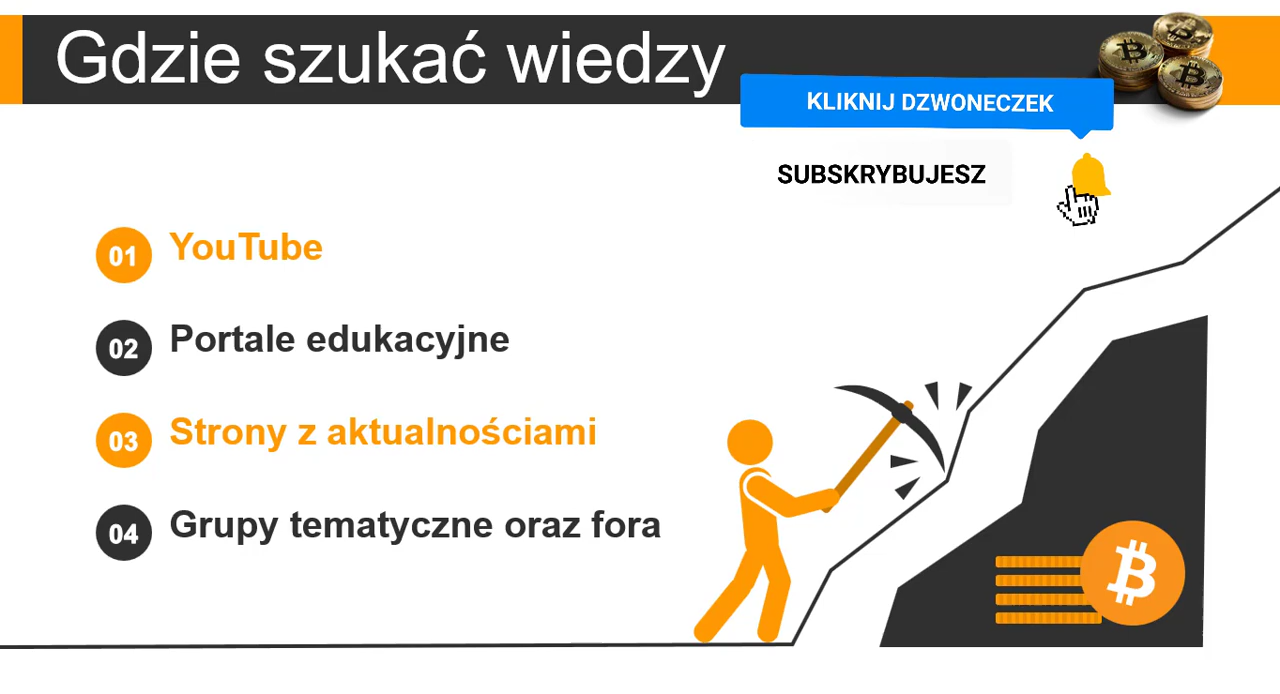 Gdzie szukać wiedzy
KLIKNIJ DZWONECZEK
SUBSKRYBUJESZ
01 YouTube
02 Portale edukacyjne
03 Strony z aktualnościami
04 Grupy tematyczne oraz fora